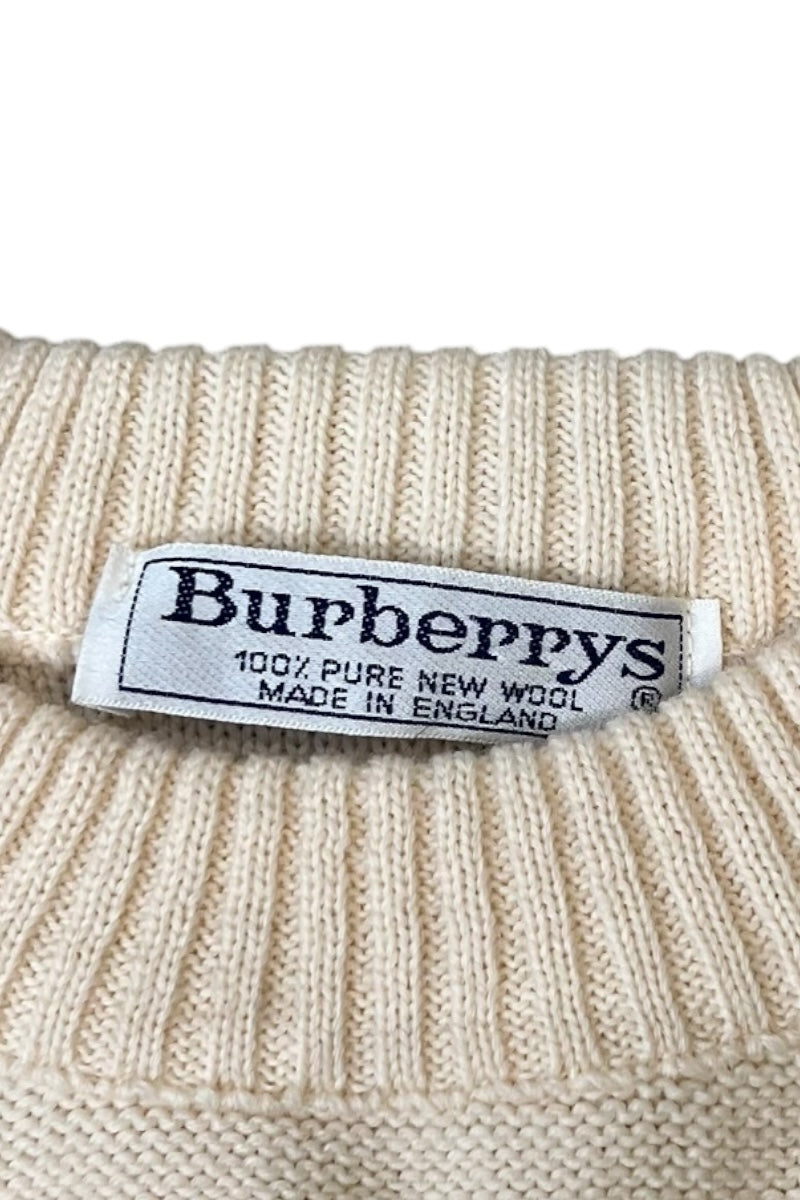 Burberrys
100% PURE NEW WOOL
MADE IN ENGLAND ®